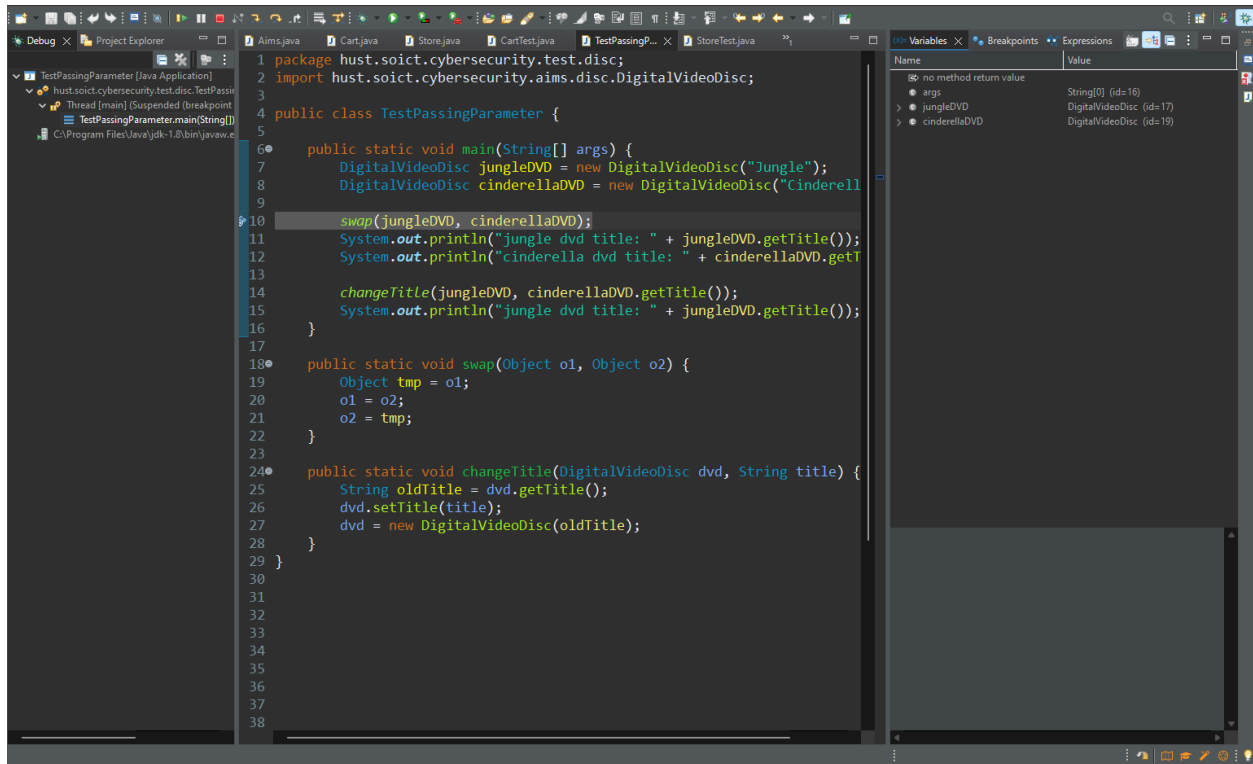 Debug
Project Explorer
TestPassingParameter [Java Application]
hust.soict.cybersecurity.test.disc.TestPassin
Thread [main] (Suspended (breakpoint
TestPassingParameter.main(String[])
C:\Program Files\Java\jdk-1.8\bin\javaw.e
Aims.java
Cart.java
Store.java
CartTest.java
TestPassingP...
StoreTest.java
»1
1 package hust.soict.cybersecurity.test.disc;
2 import hust.soict.cybersecurity.aims.disc.DigitalVideoDisc;
3
4 public class TestPassingParameter {
5
6 public static void main(String[] args) {
7 DigitalVideoDisc jungleDVD = new DigitalVideoDisc("Jungle");
8 DigitalVideoDisc cinderellaDVD = new DigitalVideoDisc("Cinderell
9
10 swap(jungleDVD, cinderellaDVD);
11 System.out.println("jungle dvd title: " + jungleDVD.getTitle());
12 System.out.println("cinderella dvd title: " + cinderellaDVD.getT
13
14 changeTitle(jungleDVD, cinderellaDVD.getTitle());
15 System.out.println("jungle dvd title: " + jungleDVD.getTitle());
16 }
17
18 public static void swap(Object o1, Object o2) {
19 Object tmp = o1;
20 o1 = o2;
21 o2 = tmp;
22 }
23
24 public static void changeTitle(DigitalVideoDisc dvd, String title) {
25 String oldTitle = dvd.getTitle();
26 dvd.setTitle(title);
27 dvd = new DigitalVideoDisc(oldTitle);
28 }
29 }
30
31
32
33
34
35
36
37
38
(x)= Variables
Breakpoints
Expressions
Name Value
no method return value
args String[0] (id=16)
jungleDVD DigitalVideoDisc (id=17)
cinderellaDVD DigitalVideoDisc (id=19)